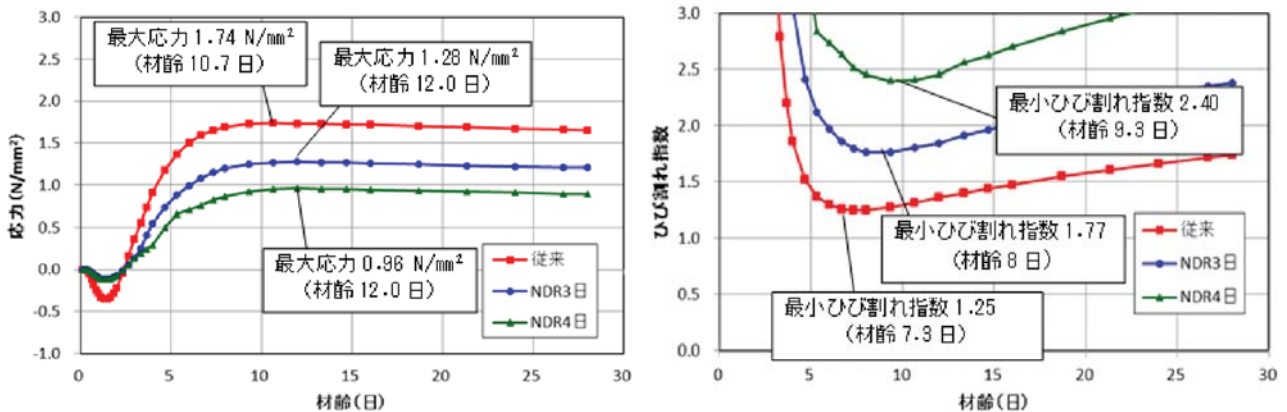 3.0
2.5
2.0
1.5
1.0
0.5
0.0
-0.5
-1.0
応力(N/mm²)
最大応力 1.74 N/mm²
(材齢 10.7 日)
最大応力 1.28 N/mm²
(材齢 12.0 日)
最大応力 0.96 N/mm²
(材齢 12.0 日)
従来
NDR3日
NDR4日
0
5
10
15
20
25
30
材齢(日)
3.0
2.5
2.0
1.5
1.0
0.5
0.0
ひび割れ指数
最小ひび割れ指数 2.40
(材齢 9.3 日)
最小ひび割れ指数 1.77
(材齢 8 日)
最小ひび割れ指数 1.25
(材齢 7.3 日)
従来
NDR3日
NDR4日
0
5
10
15
20
25
30
材齢(日)